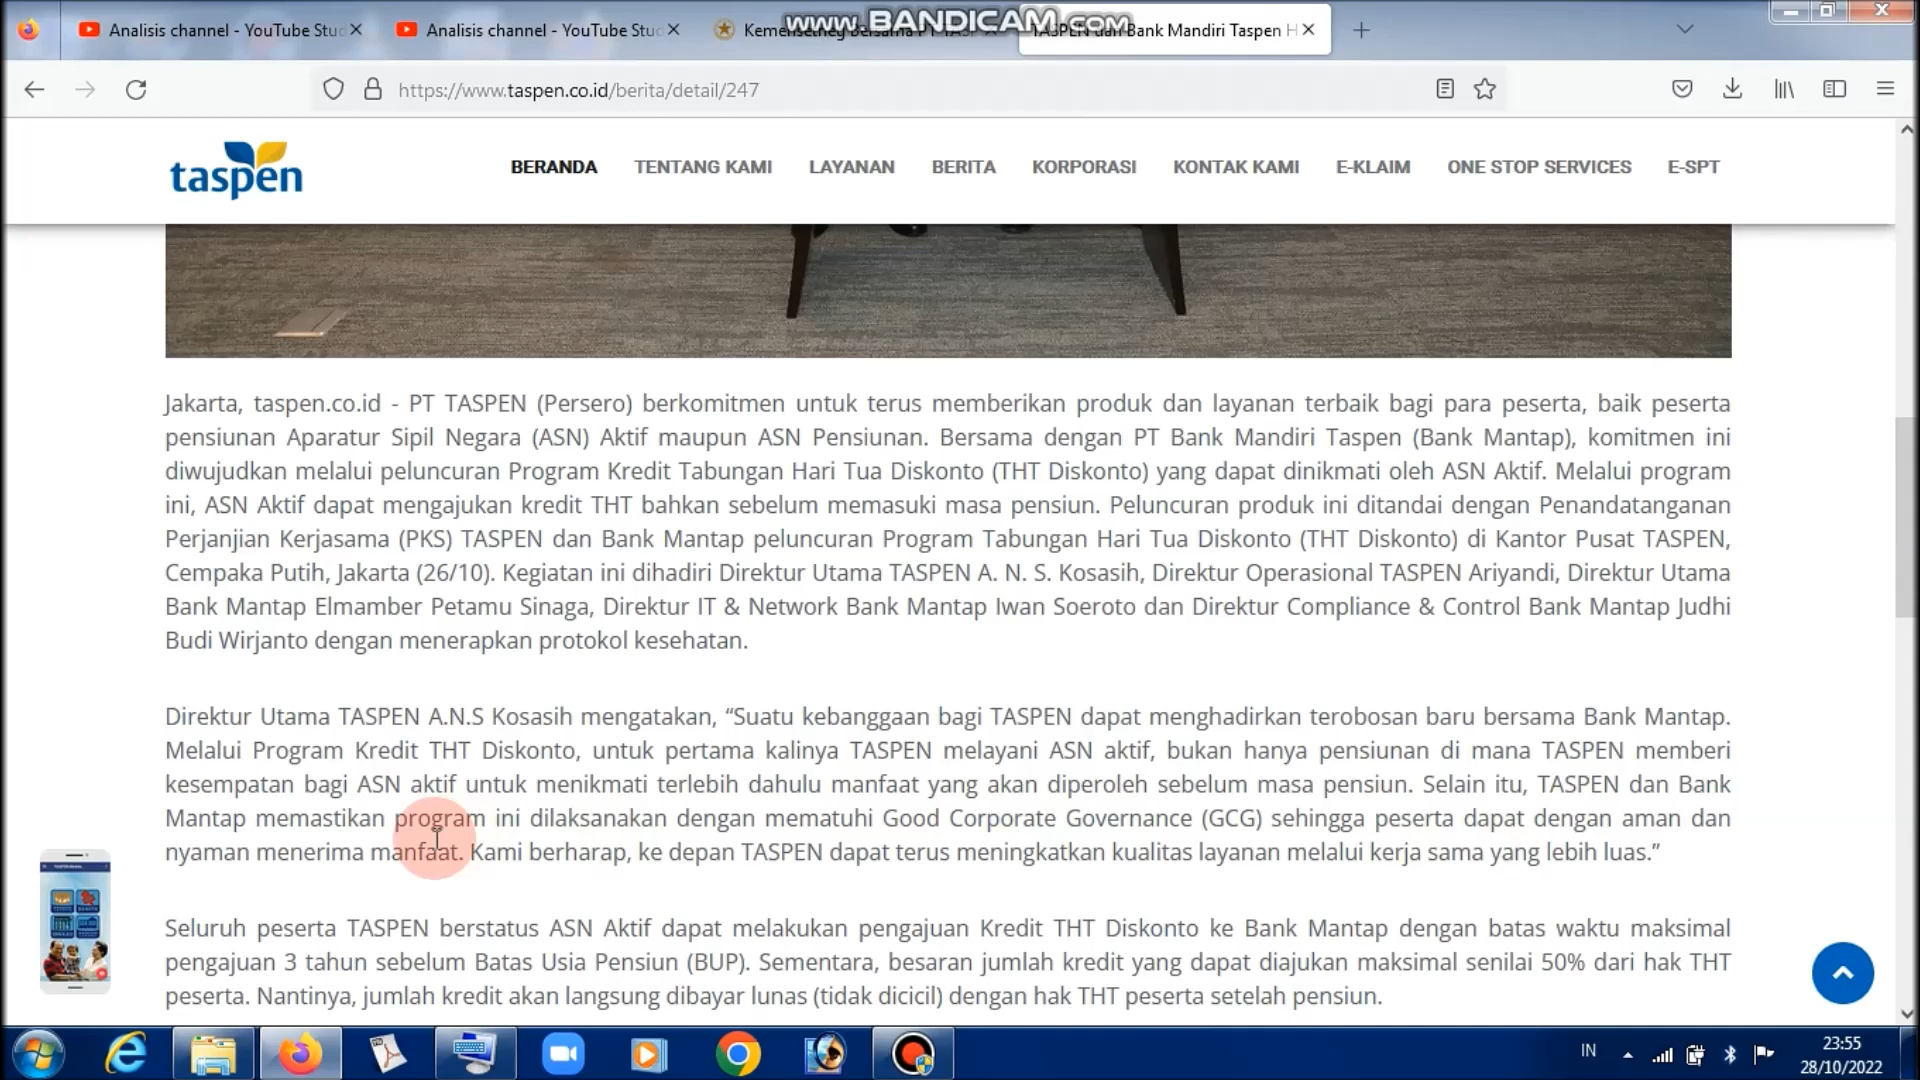 www.BANDICAM.com
Analisis channel - YouTube Stud
Analisis channel - YouTube Stud
TASPEN dan Bank Mandiri Taspen H
https://www.taspen.co.id/berita/detail/247
taspen
BERANDA
TENTANG KAMI
LAYANAN
BERITA
KORPORASI
KONTAK KAMI
E-KLAIM
ONE STOP SERVICES
E-SPT
Jakarta, taspen.co.id - PT TASPEN (Persero) berkomitmen untuk terus memberikan produk dan layanan terbaik bagi para peserta, baik peserta
pensiunan Aparatur Sipil Negara (ASN) Aktif maupun ASN Pensiunan. Bersama dengan PT Bank Mandiri Taspen (Bank Mantap), komitmen ini
diwujudkan melalui peluncuran Program Kredit Tabungan Hari Tua Diskonto (THT Diskonto) yang dapat dinikmati oleh ASN Aktif. Melalui program
ini, ASN Aktif dapat mengajukan kredit THT bahkan sebelum memasuki masa pensiun. Peluncuran produk ini ditandai dengan Penandatanganan
Perjanjian Kerjasama (PKS) TASPEN dan Bank Mantap peluncuran Program Tabungan Hari Tua Diskonto (THT Diskonto) di Kantor Pusat TASPEN,
Cempaka Putih, Jakarta (26/10). Kegiatan ini dihadiri Direktur Utama TASPEN A. N. S. Kosasih, Direktur Operasional TASPEN Ariyandi, Direktur Utama
Bank Mantap Elmamber Petamu Sinaga, Direktur IT & Network Bank Mantap Iwan Soeroto dan Direktur Compliance & Control Bank Mantap Judhi
Budi Wirjanto dengan menerapkan protokol kesehatan.
Direktur Utama TASPEN A.N.S Kosasih mengatakan, “Suatu kebanggaan bagi TASPEN dapat menghadirkan terobosan baru bersama Bank Mantap.
Melalui Program Kredit THT Diskonto, untuk pertama kalinya TASPEN melayani ASN aktif, bukan hanya pensiunan di mana TASPEN memberi
kesempatan bagi ASN aktif untuk menikmati terlebih dahulu manfaat yang akan diperoleh sebelum masa pensiun. Selain itu, TASPEN dan Bank
Mantap memastikan program ini dilaksanakan dengan mematuhi Good Corporate Governance (GCG) sehingga peserta dapat dengan aman dan
nyaman menerima manfaat. Kami berharap, ke depan TASPEN dapat terus meningkatkan kualitas layanan melalui kerja sama yang lebih luas.”
Seluruh peserta TASPEN berstatus ASN Aktif dapat melakukan pengajuan Kredit THT Diskonto ke Bank Mantap dengan batas waktu maksimal
pengajuan 3 tahun sebelum Batas Usia Pensiun (BUP). Sementara, besaran jumlah kredit yang dapat diajukan maksimal senilai 50% dari hak THT
peserta. Nantinya, jumlah kredit akan langsung dibayar lunas (tidak dicicil) dengan hak THT peserta setelah pensiun.
IN
23:55
28/10/2022